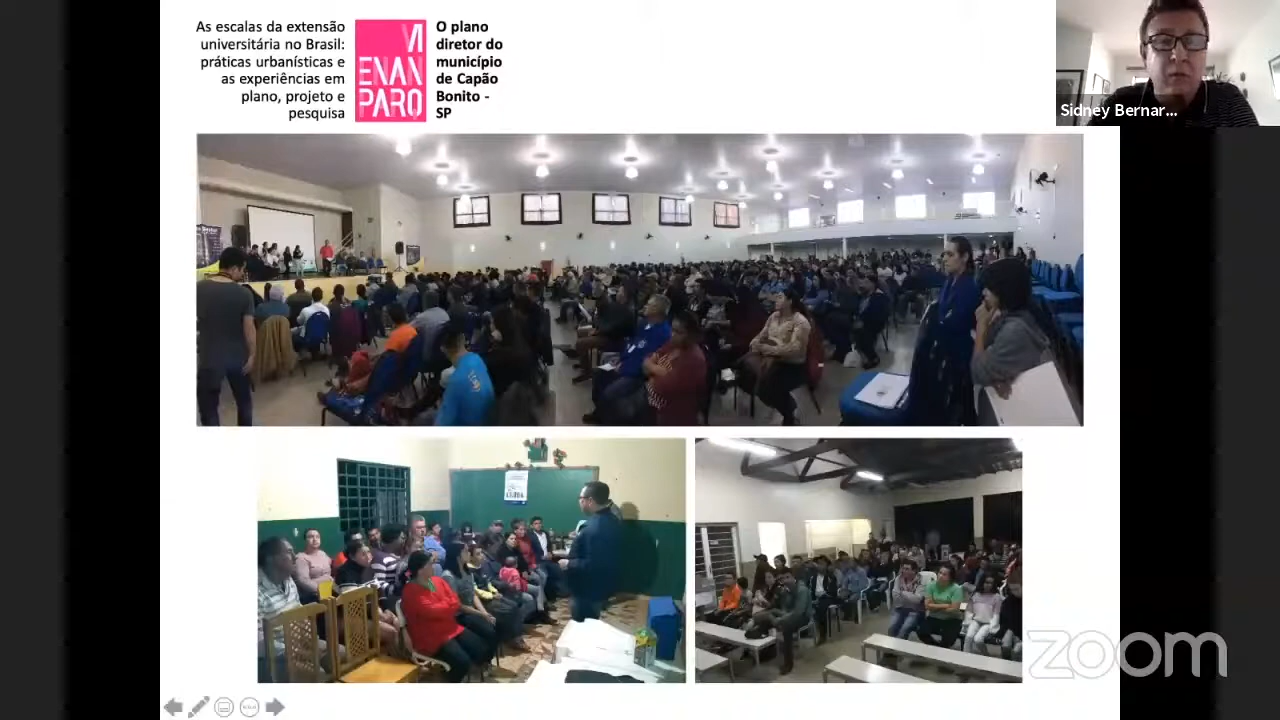 As escalas da extensão
universitária no Brasil:
práticas urbanísticas e
as experiências em
plano, projeto e
pesquisa
VI
ENAN
PARQ
O plano
diretor do
município
de Capão
Bonito -
SP
Sidney Bernar...
zoom